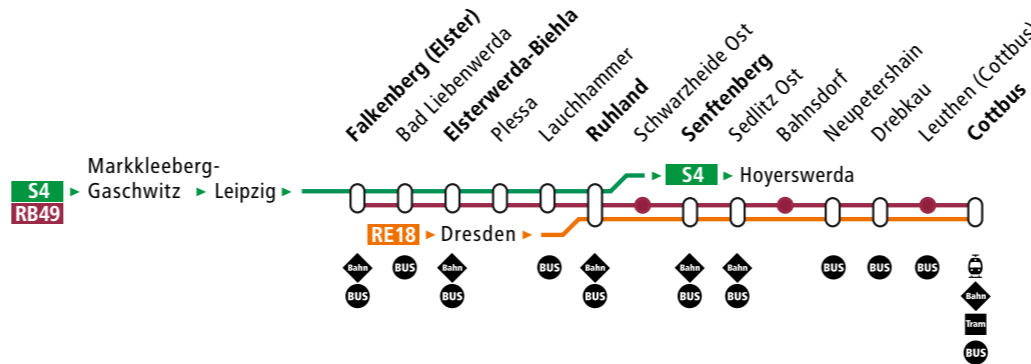 Falkenberg (Elster)
Bad Liebenwerda
Elsterwerda-Biehla
Plessa
Lauchhammer
Ruhland
Schwarzheide Ost
Senftenberg
Sedlitz Ost
Bahnsdorf
Neupetershain
Drebkau
Leuthen (Cottbus)
Cottbus
Markkleeberg-
S4 Gaschwitz Leipzig S4 Hoyerswerda
RB49
RE18 Dresden
Bahn BUS Bahn BUS Bahn Bahn Bahn BUS BUS BUS
BUS BUS BUS BUS BUS Bahn
Tram
BUS